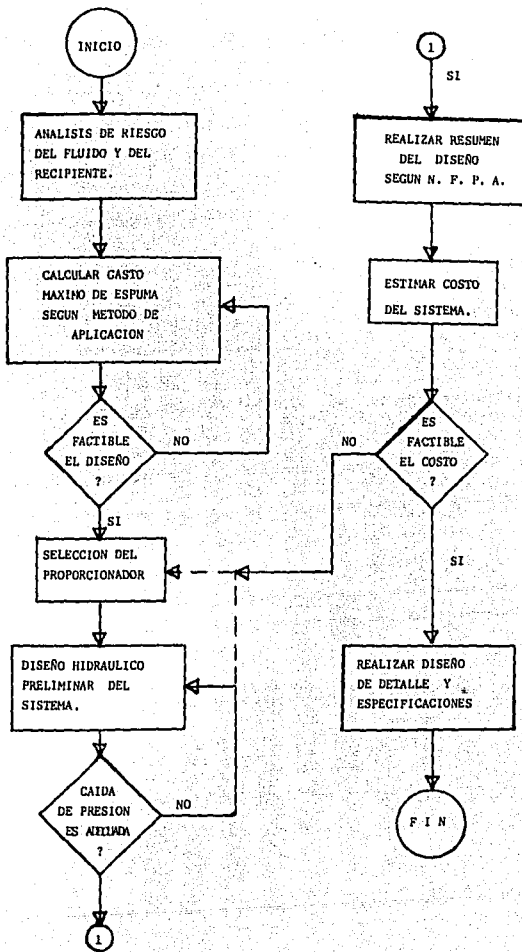 INICIO
ANALISIS DE RIESGO
DEL FLUIDO Y DEL
RECIPIENTE.
CALCULAR GASTO
MAXIMO DE ESPUMA
SEGUN METODO DE
APLICACION
ES
FACTIBLE
EL DISEÑO
?
NO
SI
SELECCION DEL
PROPORCIONADOR
DISEÑO HIDRAULICO
PRELIMINAR DEL
SISTEMA.
CAIDA
DE PRESION
ES ADECUADA
?
NO
1
1
SI
REALIZAR RESUMEN
DEL DISEÑO
SEGUN N. F. P. A.
ESTIMAR COSTO
DEL SISTEMA.
ES
FACTIBLE
EL COSTO
?
NO
SI
REALIZAR DISEÑO
DE DETALLE Y
ESPECIFICACIONES
F I N